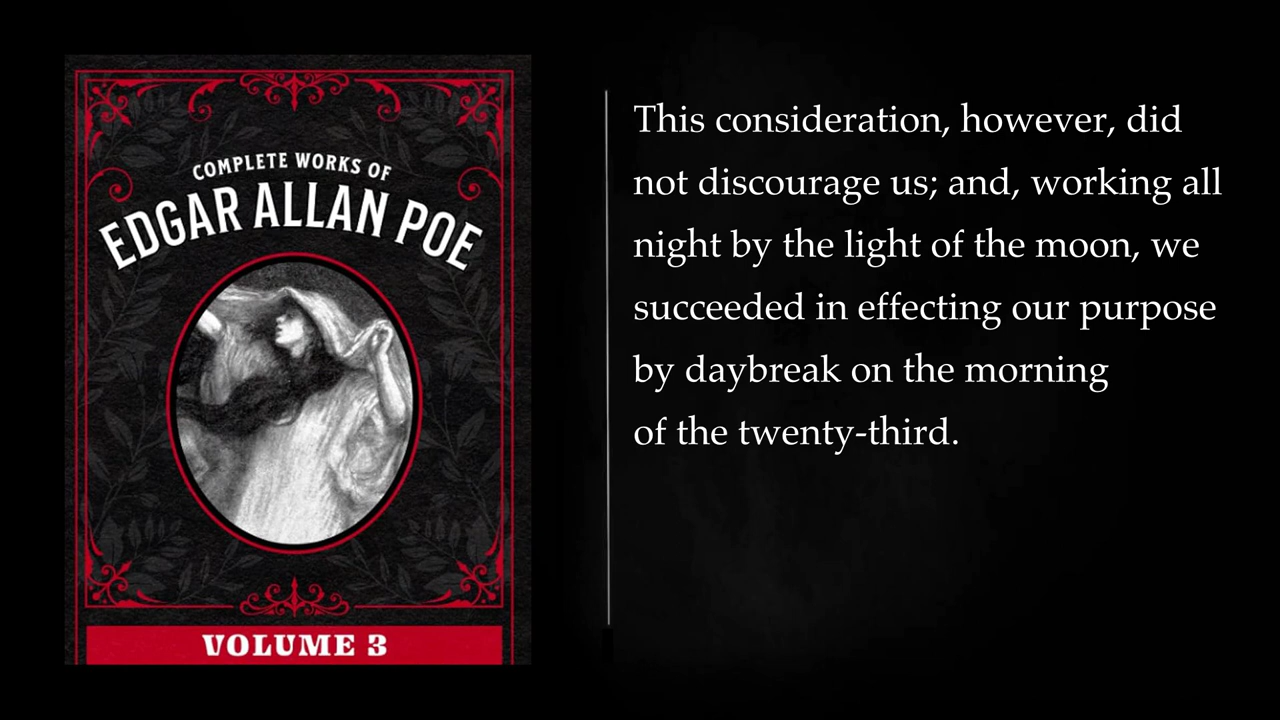 COMPLETE WORKS OF
EDGAR ALLAN POE
VOLUME 3
This consideration, however, did
not discourage us; and, working all
night by the light of the moon, we
succeeded in effecting our purpose
by daybreak on the morning
of the twenty-third.